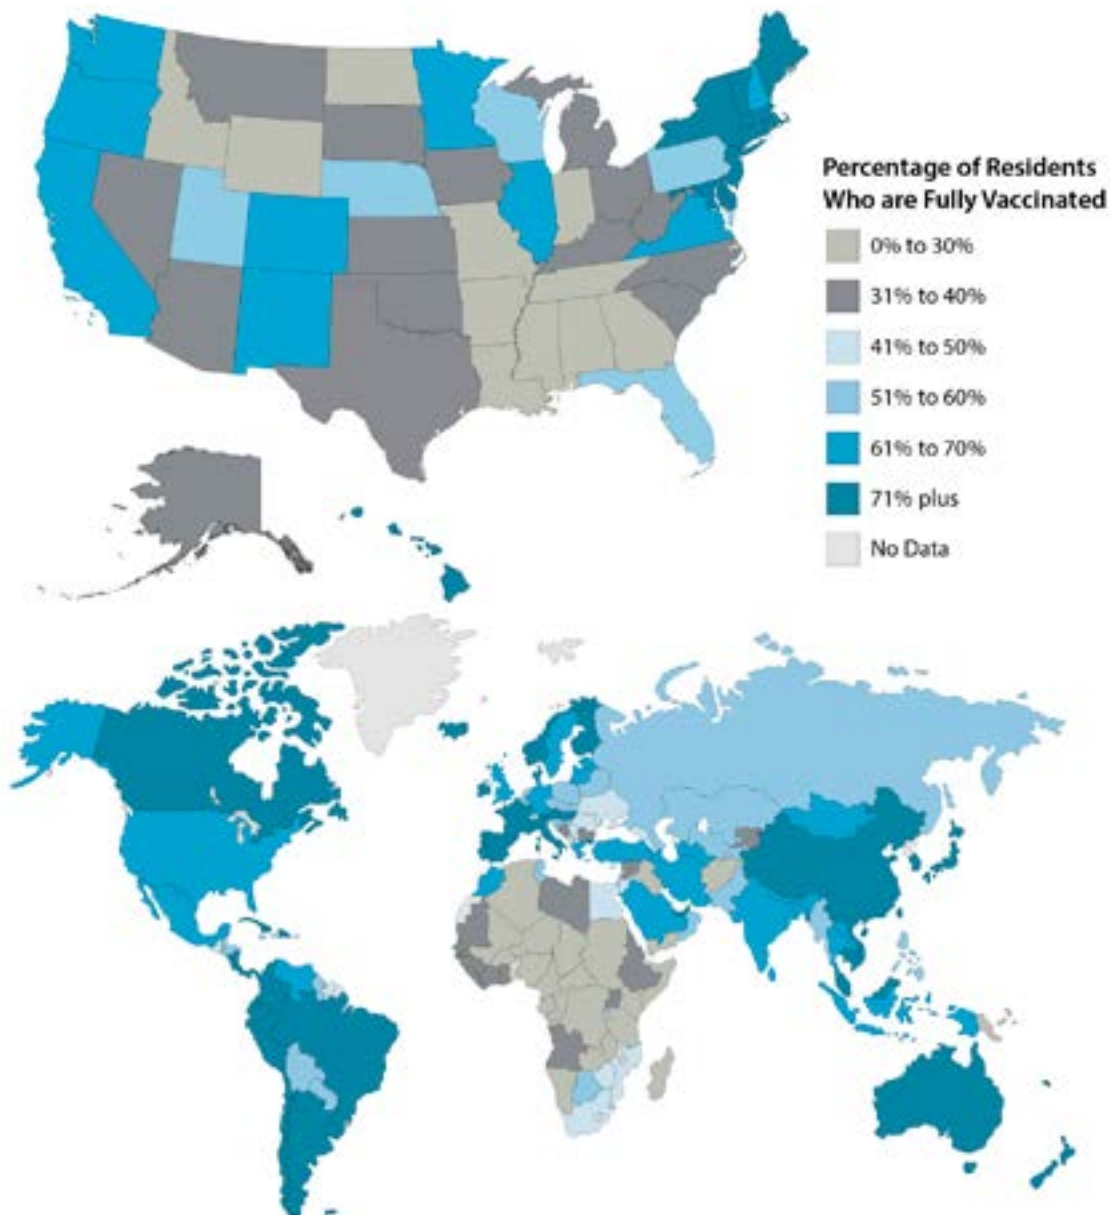 Percentage of Residents
Who are Fully Vaccinated
0% to 30%
31% to 40%
41% to 50%
51% to 60%
61% to 70%
71% plus
No Data